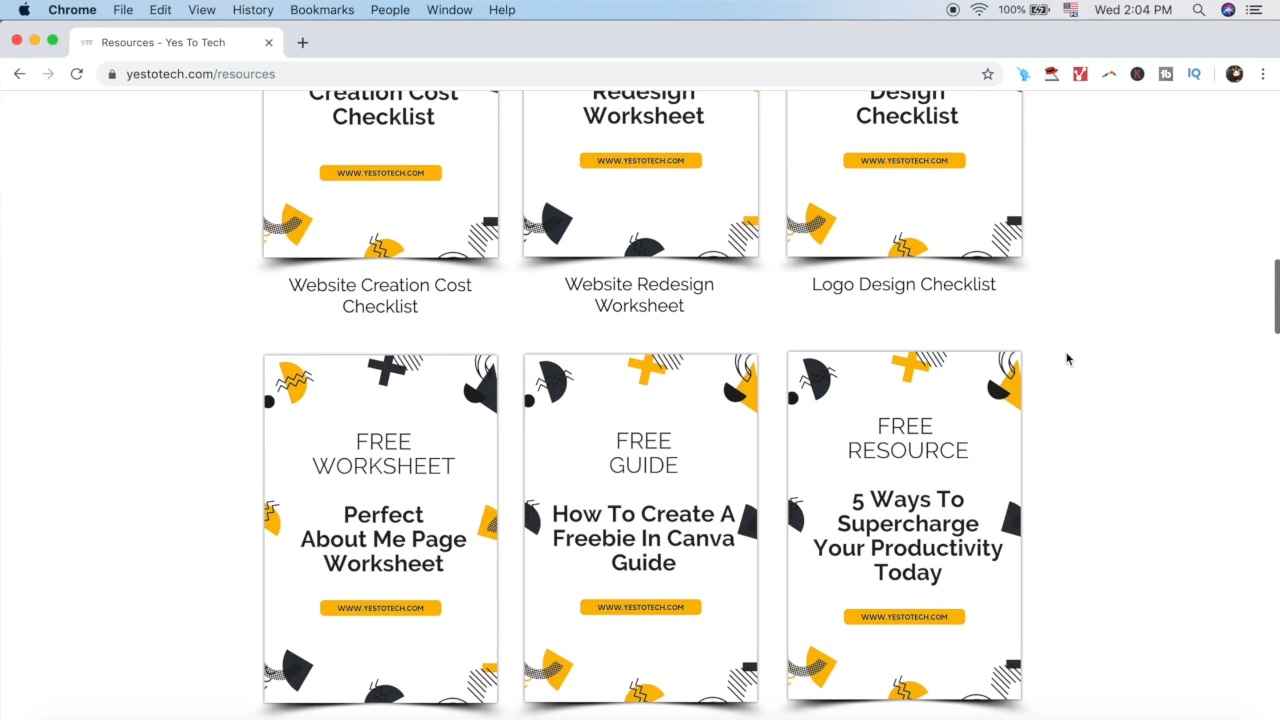 Chrome File Edit View History Bookmarks People Window Help 100% Wed 2:04 PM
Resources - Yes To Tech
yestotech.com/resources
Creation Cost
Checklist
WWW.YESTOTECH.COM
Redesign
Worksheet
WWW.YESTOTECH.COM
Design
Checklist
WWW.YESTOTECH.COM
Website Creation Cost
Checklist
Website Redesign
Worksheet
Logo Design Checklist
FREE
WORKSHEET
Perfect
About Me Page
Worksheet
WWW.YESTOTECH.COM
FREE
GUIDE
How To Create A
Freebie In Canva
Guide
WWW.YESTOTECH.COM
FREE
RESOURCE
5 Ways To
Supercharge
Your Productivity
Today
WWW.YESTOTECH.COM